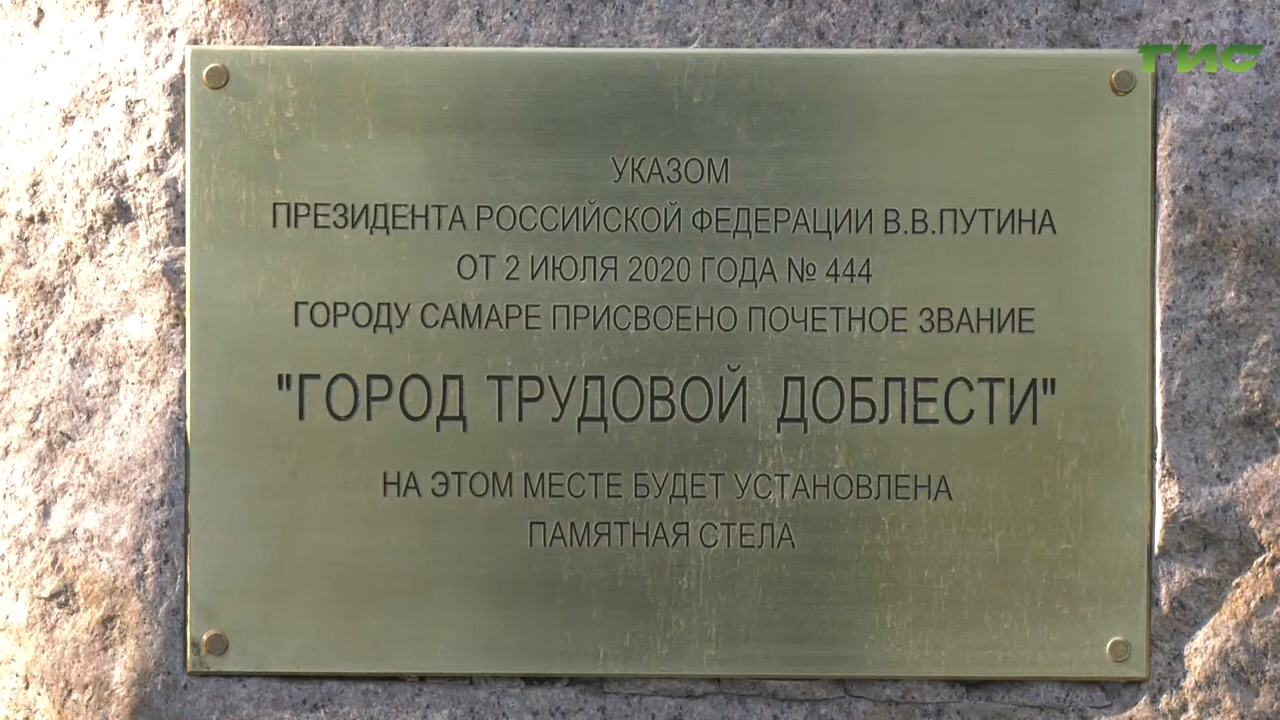 САМАРА
ГИС
УКАЗОМ
ПРЕЗИДЕНТА РОССИЙСКОЙ ФЕДЕРАЦИИ В.В.ПУТИНА
ОТ 2 ИЮЛЯ 2020 ГОДА № 444
ГОРОДУ САМАРЕ ПРИСВОЕНО ПОЧЕТНОЕ ЗВАНИЕ
"ГОРОД ТРУДОВОЙ ДОБЛЕСТИ"
НА ЭТОМ МЕСТЕ БУДЕТ УСТАНОВЛЕНА
ПАМЯТНАЯ СТЕЛА